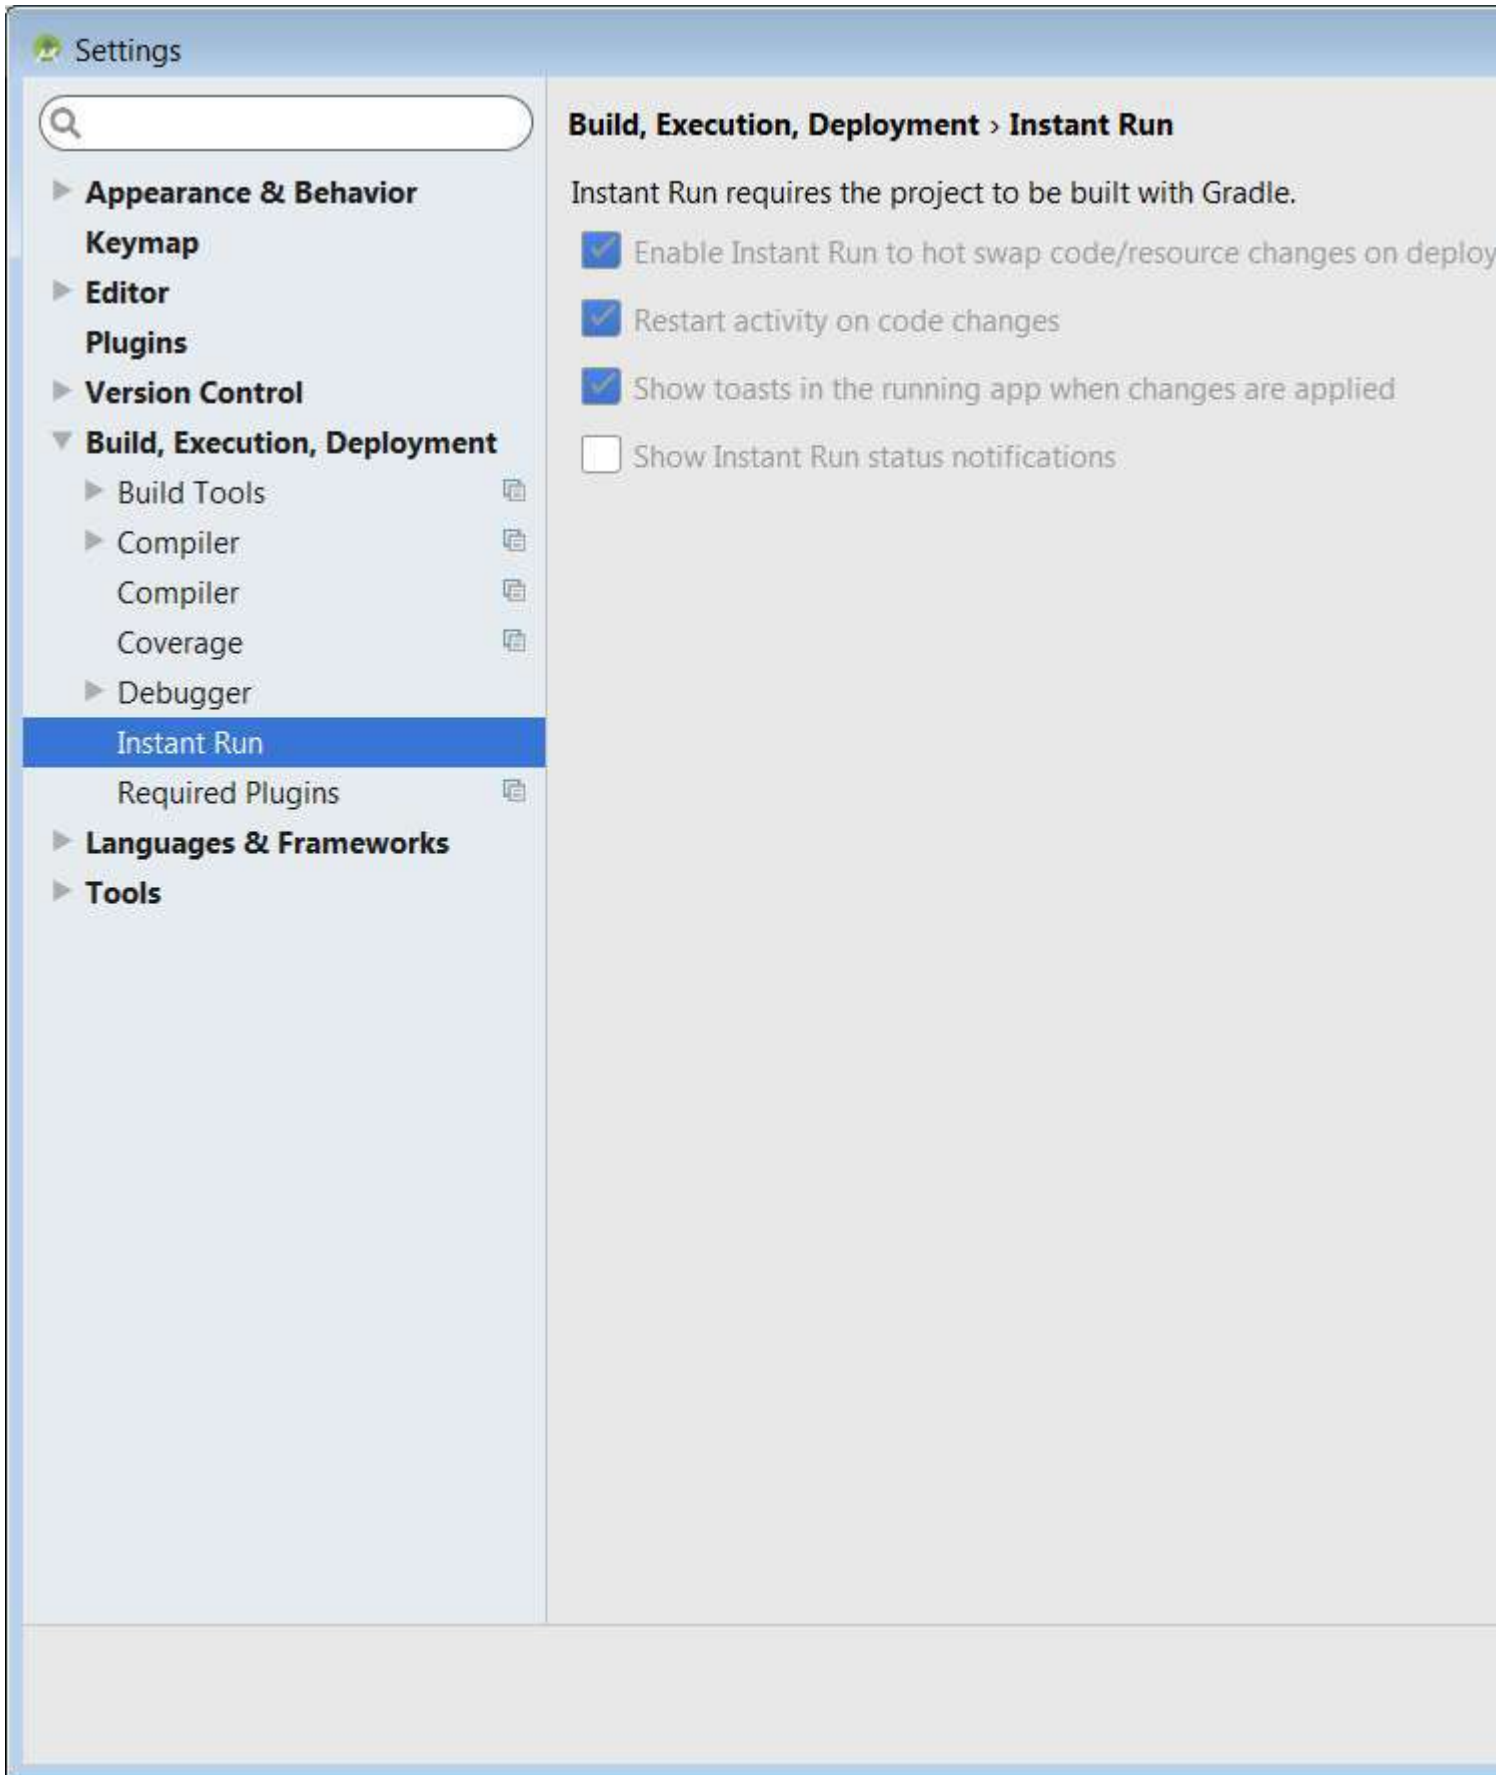 Settings
Appearance & Behavior
Keymap
Editor
Plugins
Version Control
Build, Execution, Deployment
Build Tools
Compiler
Compiler
Coverage
Debugger
Instant Run
Required Plugins
Languages & Frameworks
Tools
Build, Execution, Deployment › Instant Run
Instant Run requires the project to be built with Gradle.
Enable Instant Run to hot swap code/resource changes on deploy
Restart activity on code changes
Show toasts in the running app when changes are applied
Show Instant Run status notifications